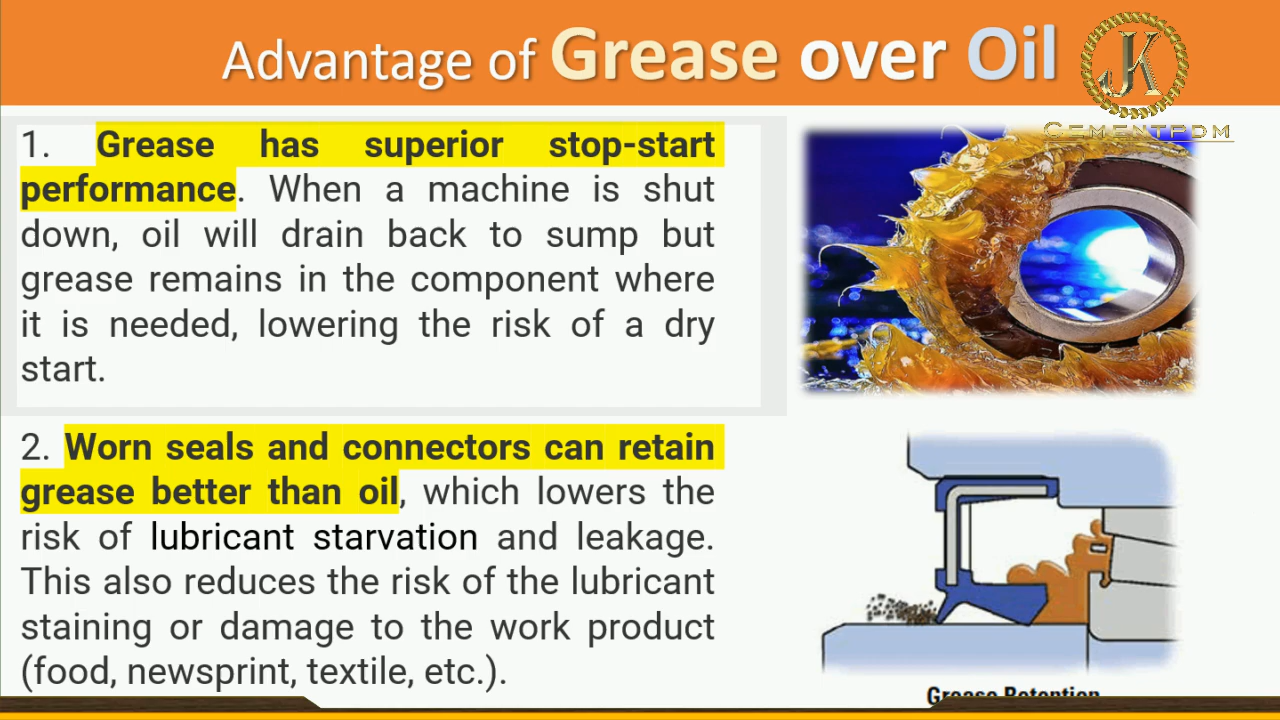 Advantage of Grease over Oil
JK
CEMENTPDM
1. Grease has superior stop-start
performance. When a machine is shut
down, oil will drain back to sump but
grease remains in the component where
it is needed, lowering the risk of a dry
start.
2. Worn seals and connectors can retain
grease better than oil, which lowers the
risk of lubricant starvation and leakage.
This also reduces the risk of the lubricant
staining or damage to the work product
(food, newsprint, textile, etc.).
Grease Retention